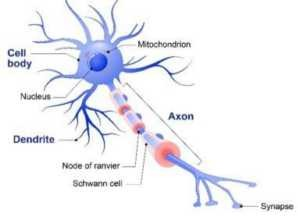 Mitochondrion
Cell
body
Nucleus
Axon
Dendrite
Node of ranvier
Schwann cell
Synapse